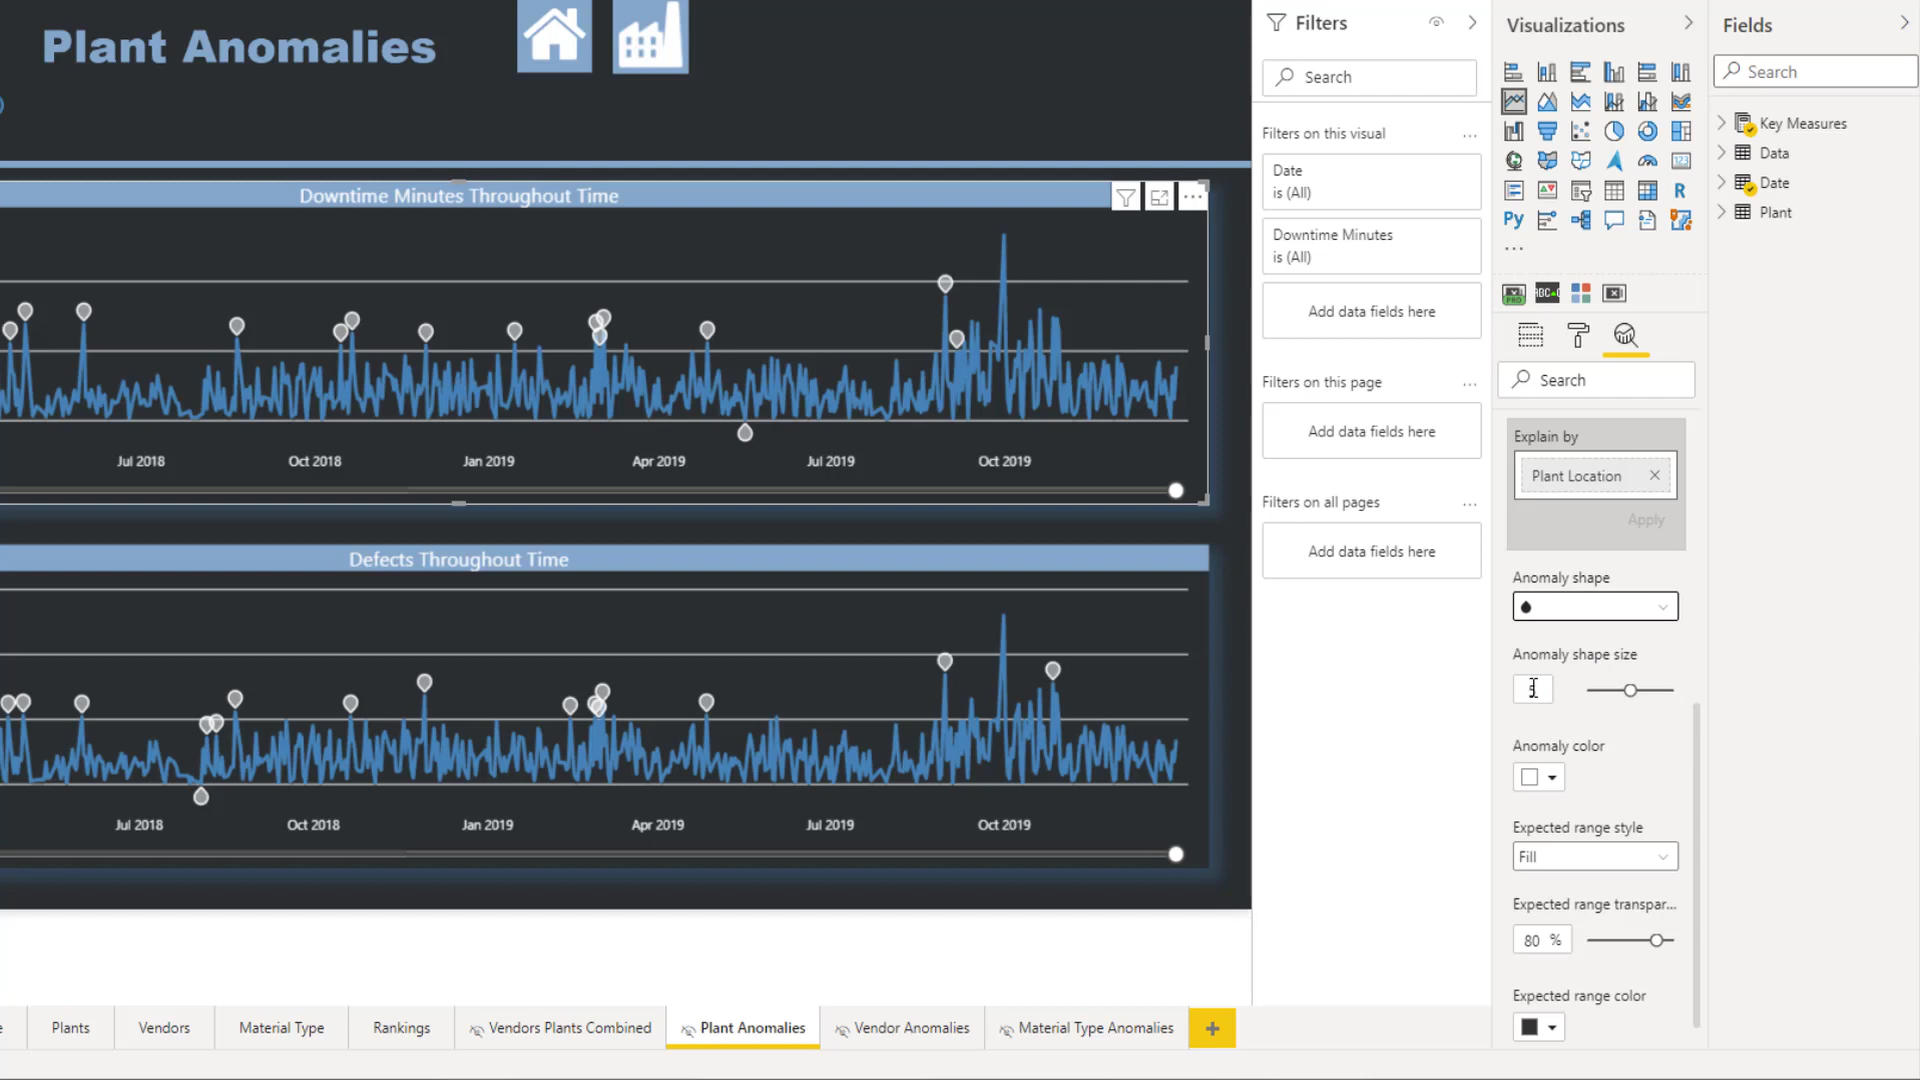 Plant Anomalies
Downtime Minutes Throughout Time
Jul 2018
Oct 2018
Jan 2019
Apr 2019
Jul 2019
Oct 2019
Defects Throughout Time
Jul 2018
Oct 2018
Jan 2019
Apr 2019
Jul 2019
Oct 2019
Plants
Vendors
Material Type
Rankings
Vendors Plants Combined
Plant Anomalies
Vendor Anomalies
Material Type Anomalies
+
Filters
Search
Filters on this visual
...
Date
is (All)
Downtime Minutes
is (All)
Add data fields here
Filters on this page
...
Add data fields here
Filters on all pages
...
Add data fields here
Visualizations
123
R
Py
...
PRO
Search
Explain by
Plant Location
Apply
Anomaly shape
Anomaly shape size
Anomaly color
Expected range style
Fill
Expected range transpar...
80 %
Expected range color
Fields
Search
Key Measures
Data
Date
Plant